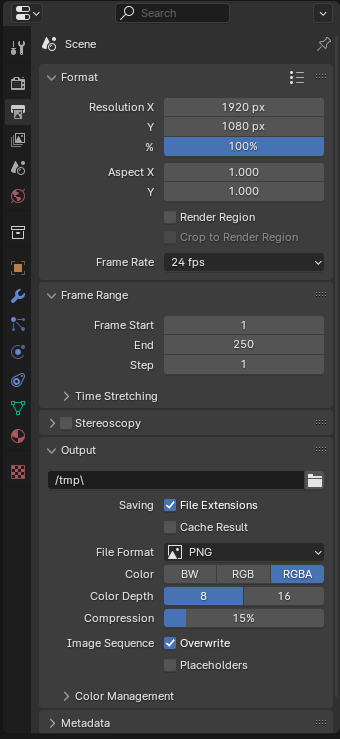 Search
Scene
Format
Resolution X 1920 px
Y 1080 px
% 100%
Aspect X 1.000
Y 1.000
Render Region
Crop to Render Region
Frame Rate 24 fps
Frame Range
Frame Start 1
End 250
Step 1
Time Stretching
Stereoscopy
Output
/tmp\
Saving File Extensions
Cache Result
File Format PNG
Color BW RGB RGBA
Color Depth 8 16
Compression 15%
Image Sequence Overwrite
Placeholders
Color Management
Metadata